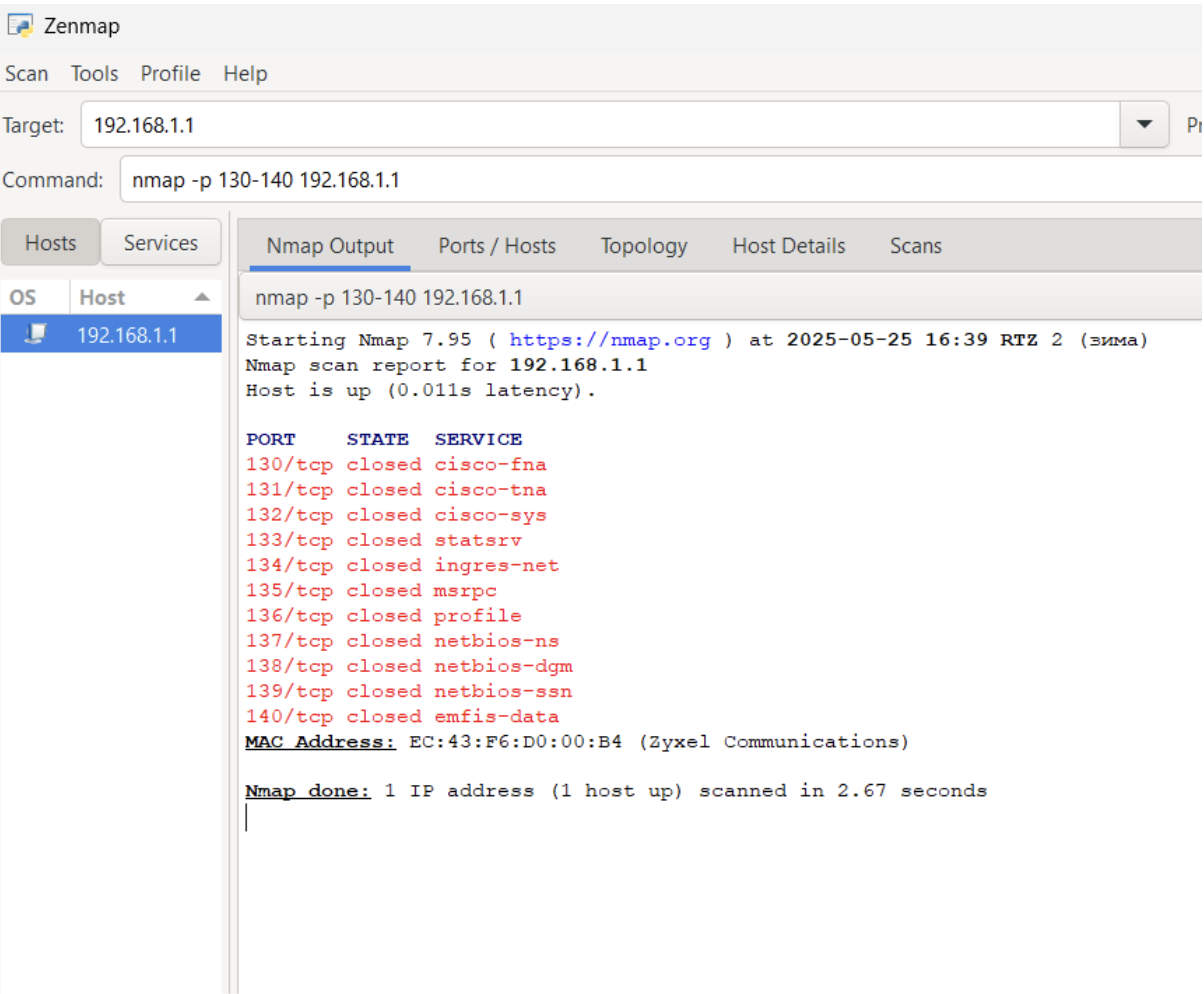 Zenmap
Scan Tools Profile Help
Target: 192.168.1.1 Pr
Command: nmap -p 130-140 192.168.1.1
Hosts Services
Nmap Output Ports / Hosts Topology Host Details Scans
OS Host
nmap -p 130-140 192.168.1.1
192.168.1.1
Starting Nmap 7.95 ( https://nmap.org ) at 2025-05-25 16:39 RTZ 2 (зима)
Nmap scan report for 192.168.1.1
Host is up (0.011s latency).
PORT STATE SERVICE
130/tcp closed cisco-fna
131/tcp closed cisco-tna
132/tcp closed cisco-sys
133/tcp closed statsrv
134/tcp closed ingres-net
135/tcp closed msrpc
136/tcp closed profile
137/tcp closed netbios-ns
138/tcp closed netbios-dgm
139/tcp closed netbios-ssn
140/tcp closed emfis-data
MAC Address: EC:43:F6:D0:00:B4 (Zyxel Communications)
Nmap done: 1 IP address (1 host up) scanned in 2.67 seconds